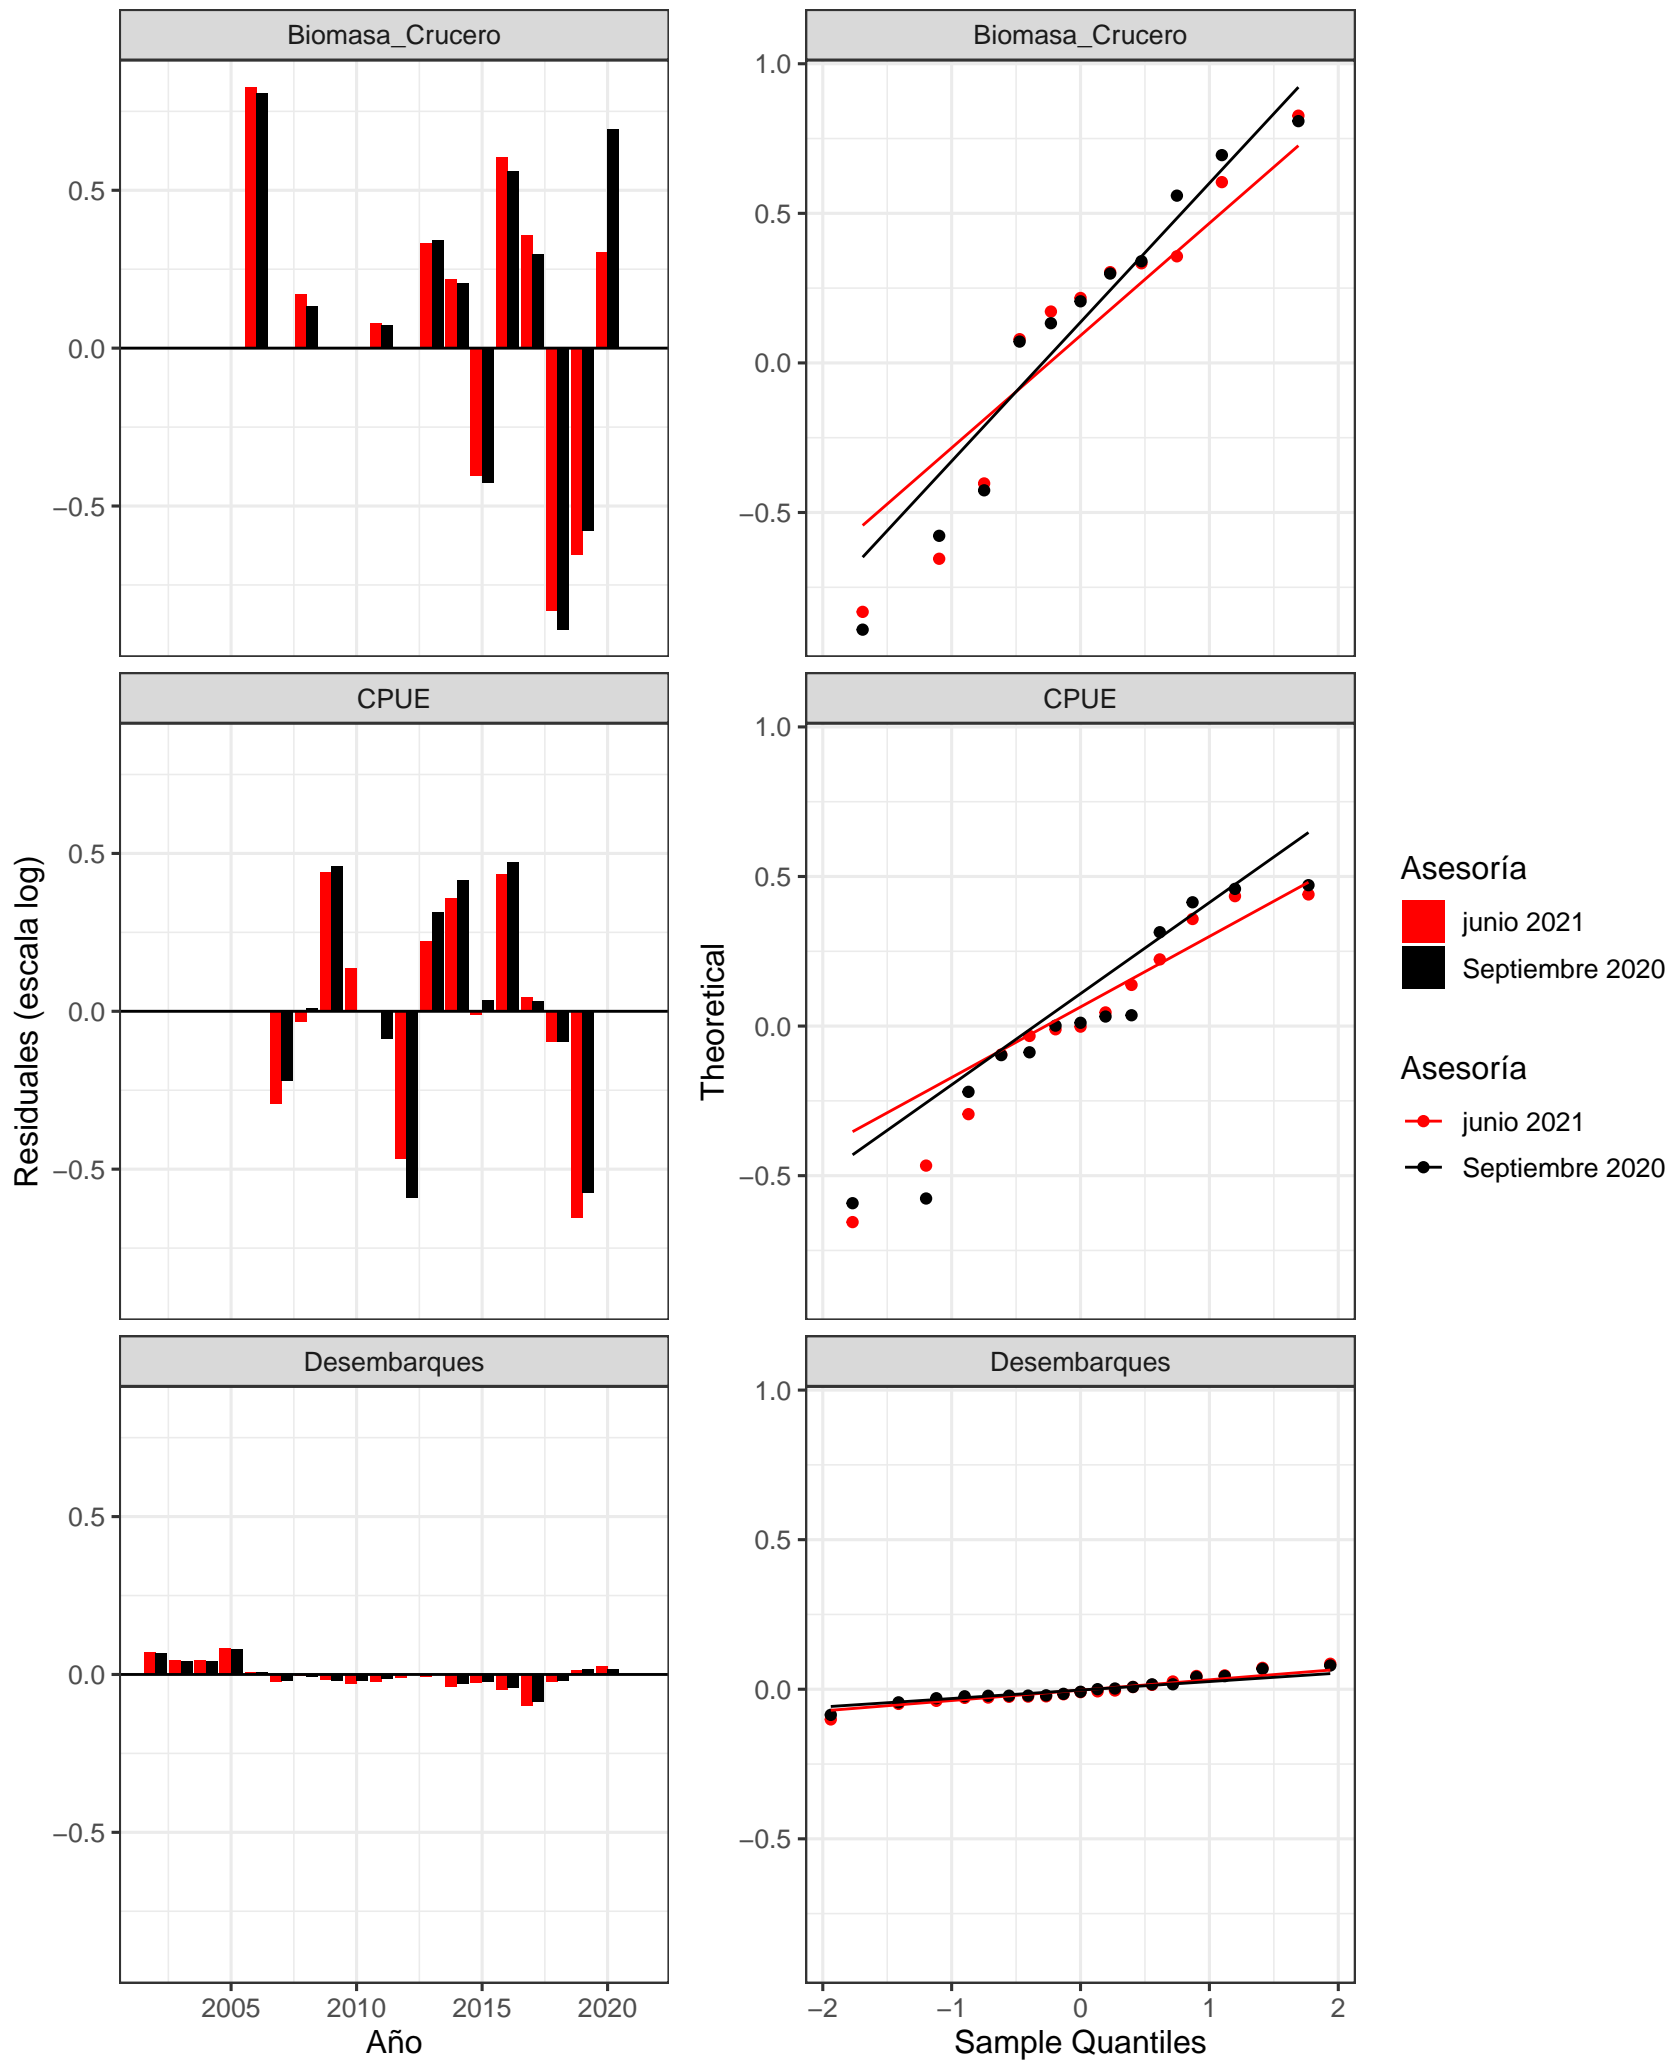 Biomasa_Crucero
0.5
0.0
−0.5
CPUE
0.5
0.0
−0.5
Desembarques
0.5
0.0
−0.5
2005 2010 2015 2020
Año
Residuales (escala log)
Biomasa_Crucero
1.0
0.5
0.0
−0.5
CPUE
1.0
0.5
0.0
−0.5
Desembarques
1.0
0.5
0.0
−0.5
−2 −1 0 1 2
Sample Quantiles
Theoretical
Asesoría
junio 2021
Septiembre 2020
Asesoría
junio 2021
Septiembre 2020